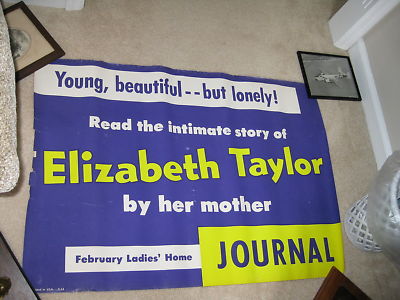 Young, beautiful--but lonely!
Read the intimate story of
Elizabeth Taylor
by her mother
February Ladies' Home JOURNAL